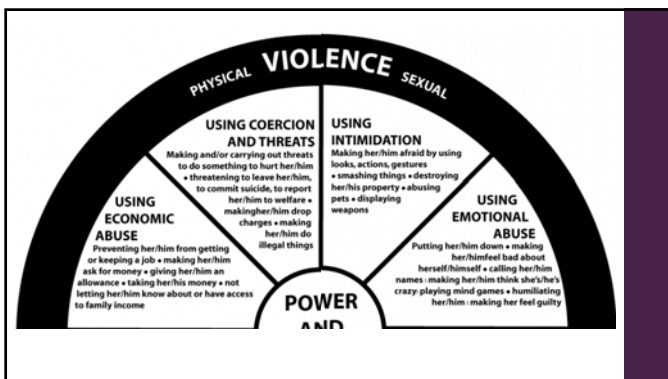 PHYSICAL VIOLENCE SEXUAL
USING COERCION
AND THREATS
Making and/or carrying out threats
to do something to hurt her/him
• threatening to leave her/him,
to commit suicide, to report
her/him to welfare •
makingher/him drop
charges • making
her/him do
illegal things
USING
INTIMIDATION
Making her/him afraid by using
looks, actions, gestures
• smashing things • destroying
her/his property • abusing
pets • displaying
weapons
USING
ECONOMIC
ABUSE
Preventing her/him from getting
or keeping a job • making her/him
ask for money • giving her/him an
allowance • taking her/his money • not
letting her/him know about or have access
to family income
USING
EMOTIONAL
ABUSE
Putting her/him down • making
her/himfeel bad about
herself/himself • calling her/him
names : making her/him think she's/he's
crazy: playing mind games • humiliating
her/him : making her feel guilty
POWER
AND